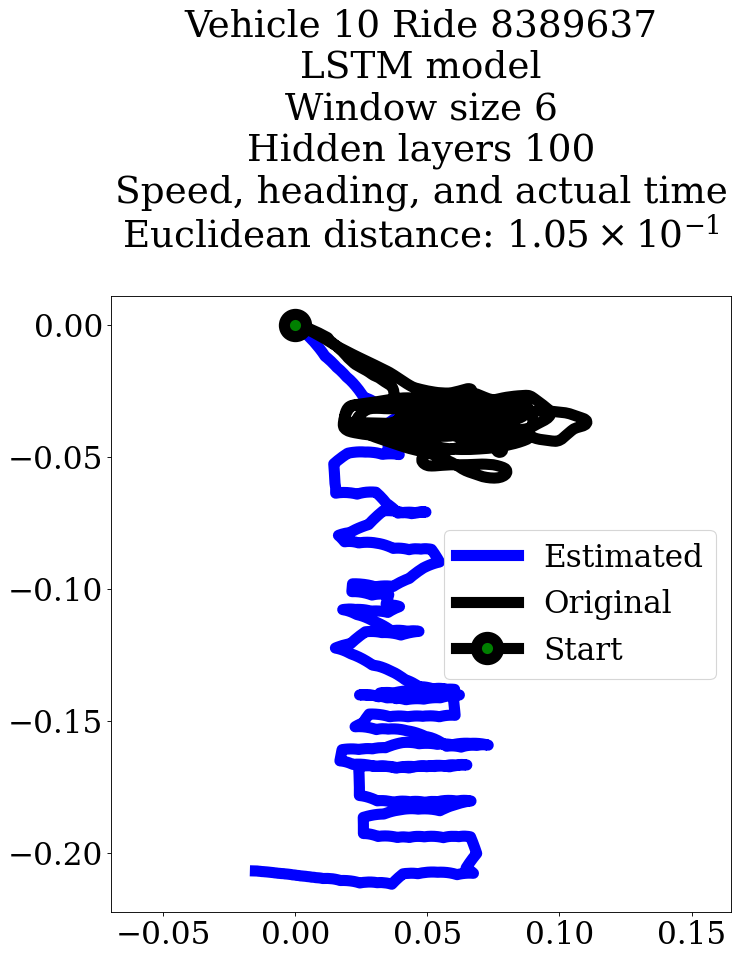 Vehicle 10 Ride 8389637
LSTM model
Window size 6
Hidden layers 100
Speed, heading, and actual time
Euclidean distance: 1.05 × 10⁻¹
0.00
−0.05
−0.10
−0.15
−0.20
Estimated
Original
Start
−0.05 0.00 0.05 0.10 0.15